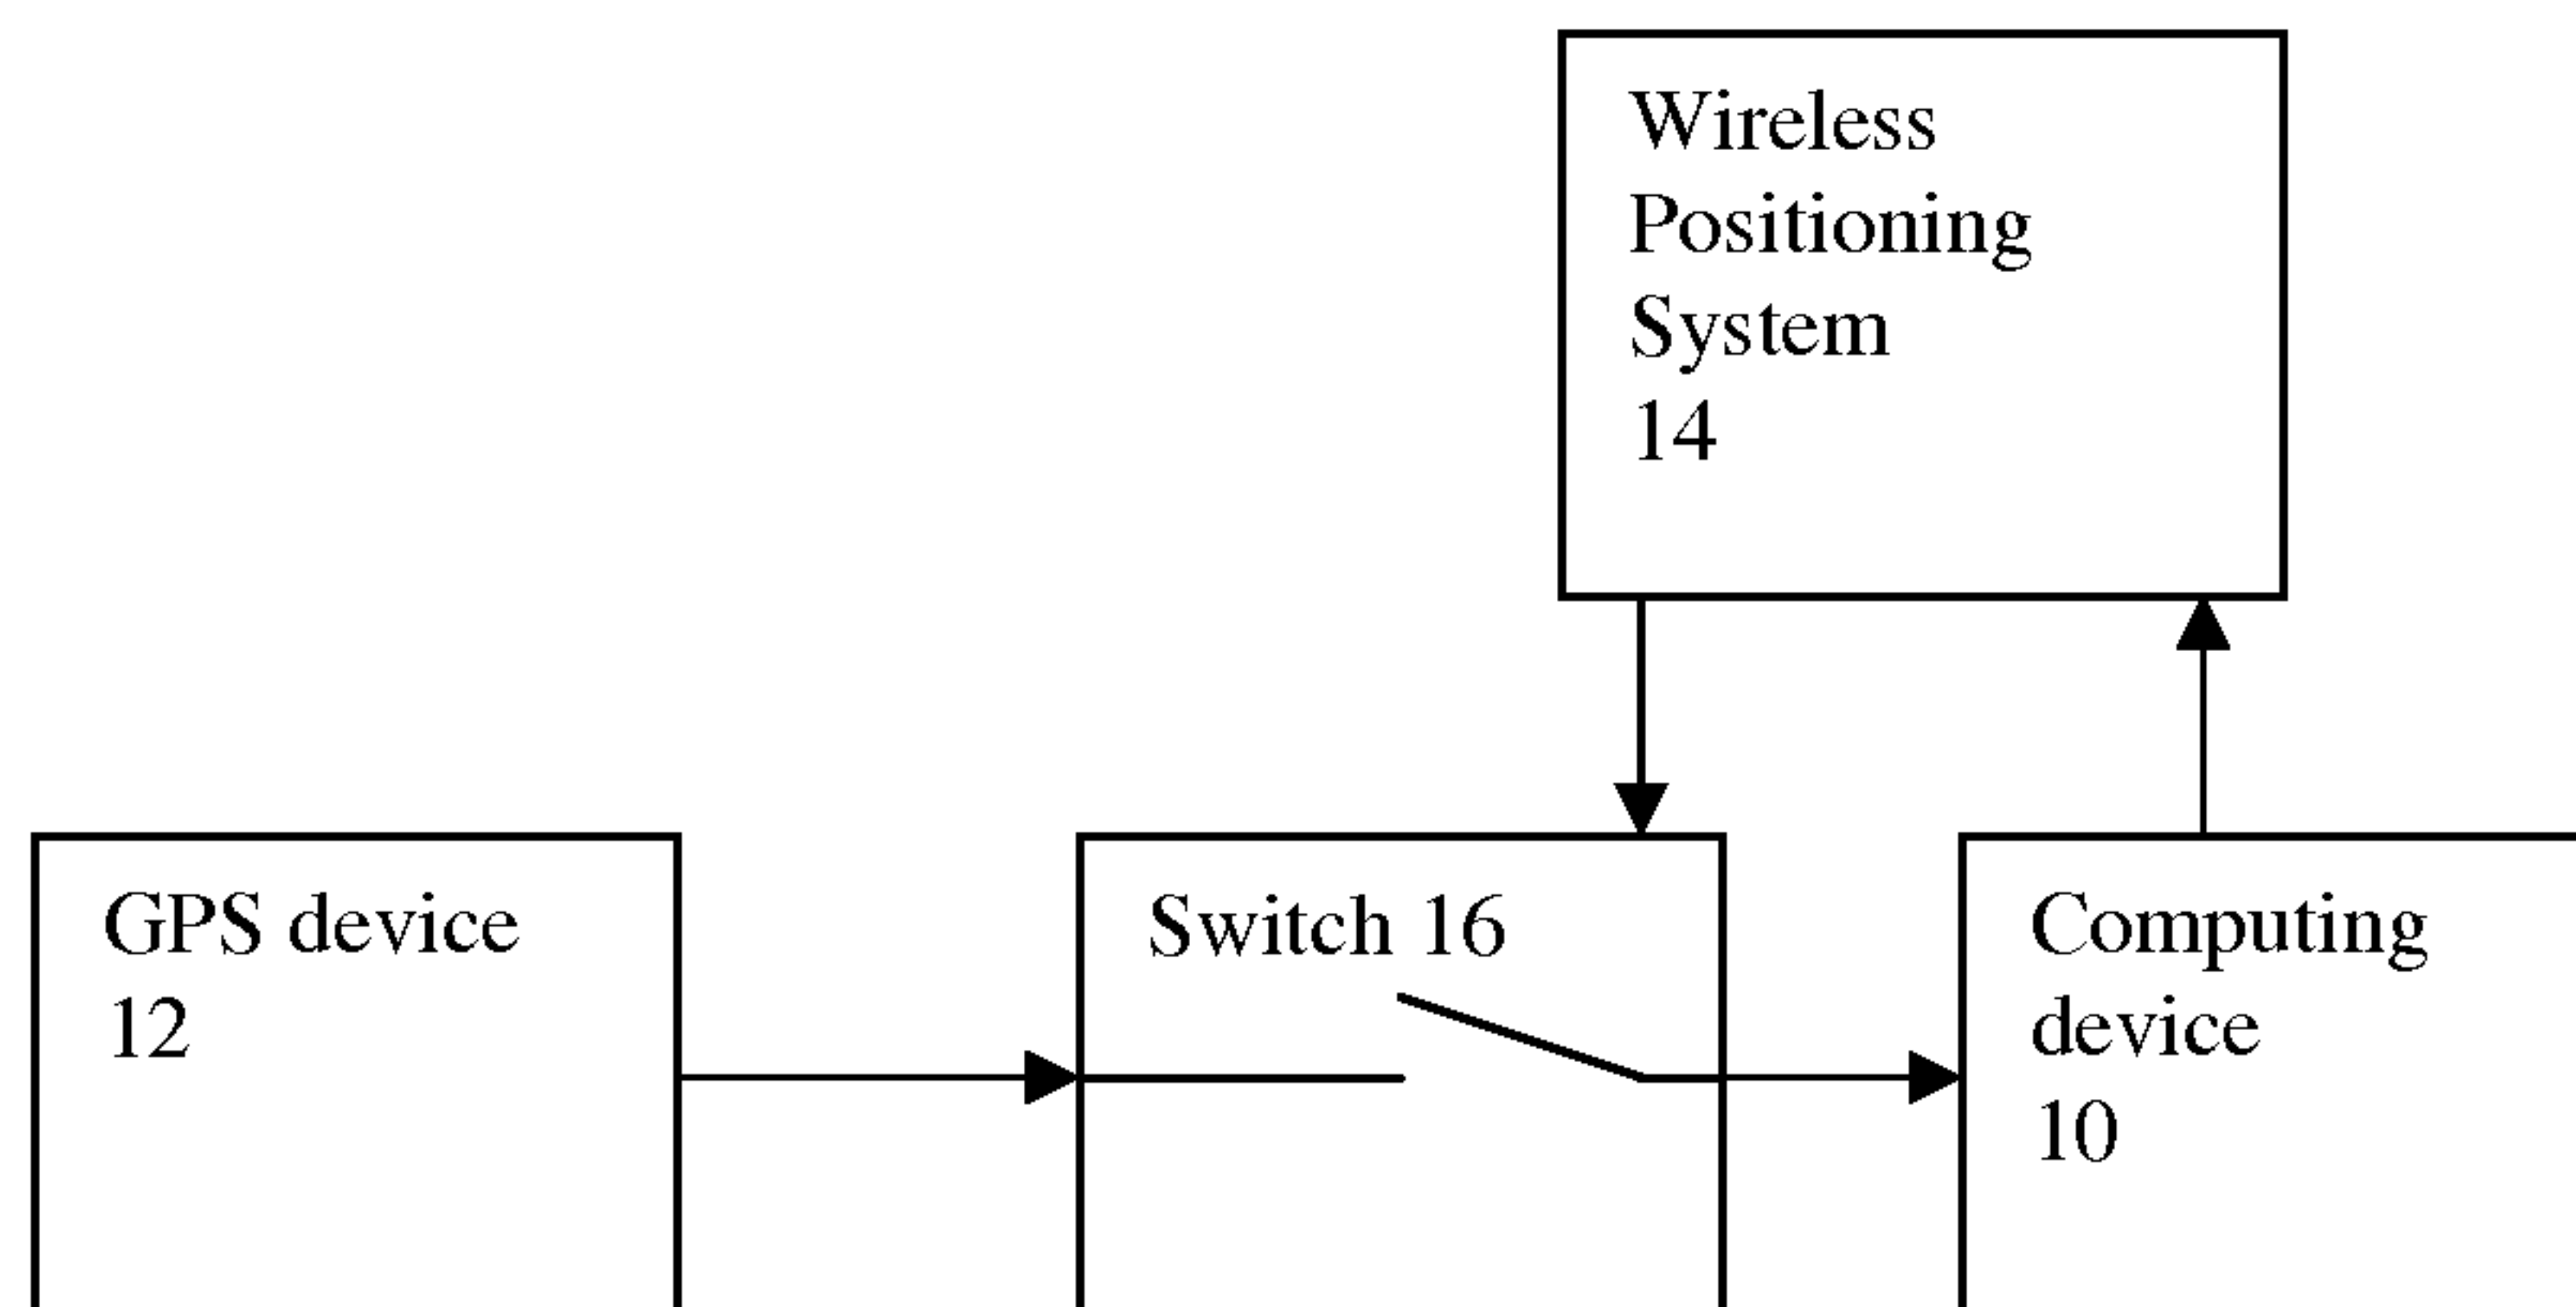 Wireless
Positioning
System
14
GPS device
12
Switch 16
Computing
device
10